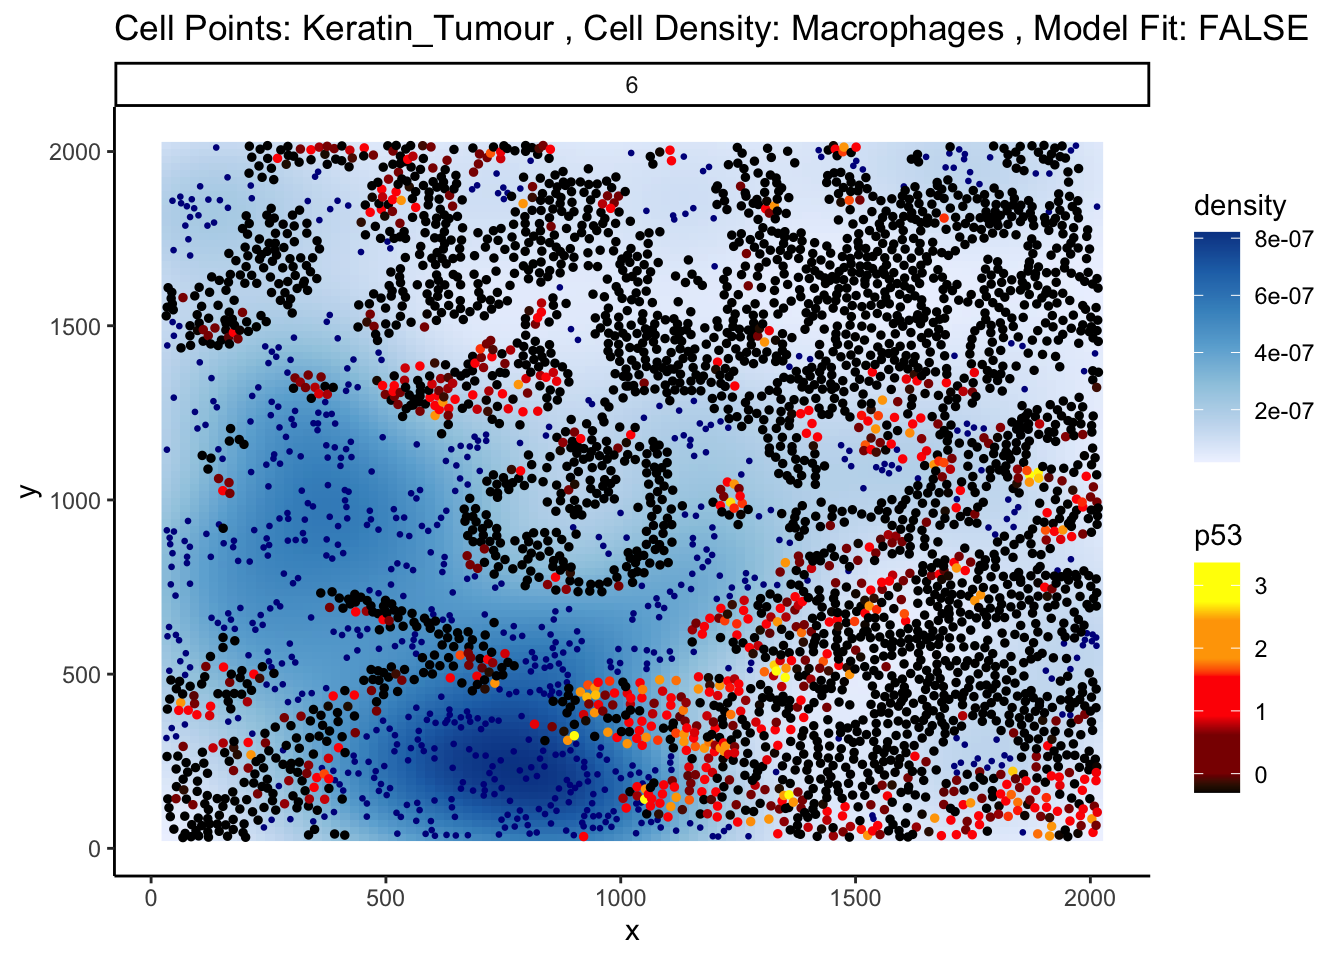 Cell Points: Keratin_Tumour , Cell Density: Macrophages , Model Fit: FALSE
6
2000
1500
1000
500
0
y
0
500
1000
1500
2000
x
density
8e-07
6e-07
4e-07
2e-07
p53
3
2
1
0